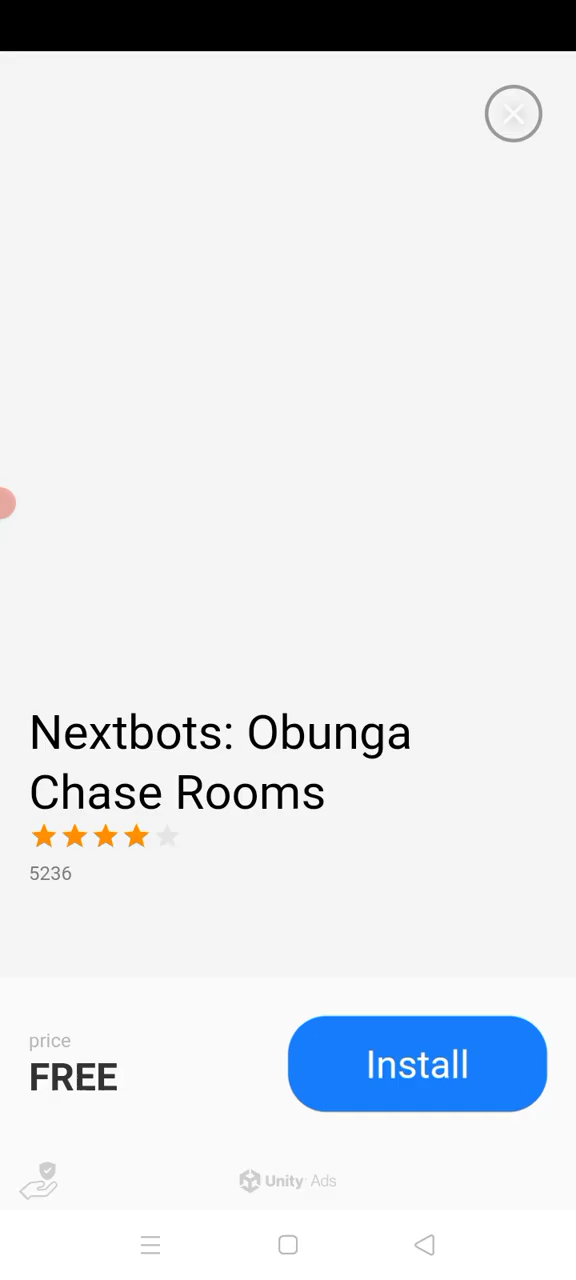 Nextbots: Obunga
Chase Rooms
5236
price
FREE
Install
Unity Ads